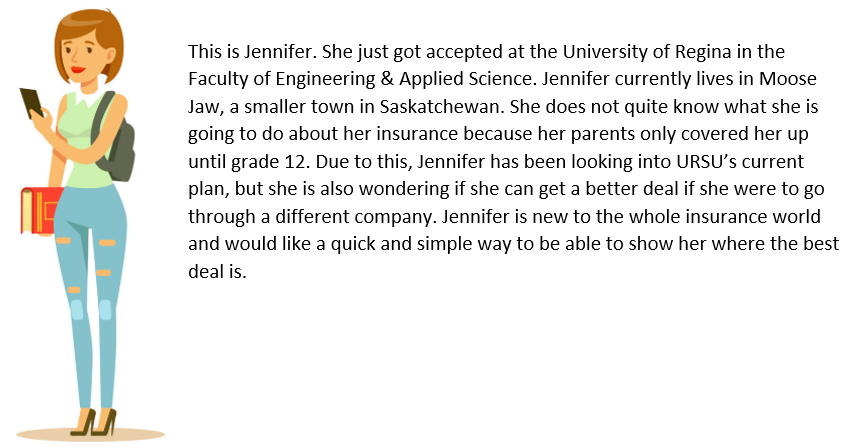 This is Jennifer. She just got accepted at the University of Regina in the
Faculty of Engineering & Applied Science. Jennifer currently lives in Moose
Jaw, a smaller town in Saskatchewan. She does not quite know what she is
going to do about her insurance because her parents only covered her up
until grade 12. Due to this, Jennifer has been looking into URSU’s current
plan, but she is also wondering if she can get a better deal if she were to go
through a different company. Jennifer is new to the whole insurance world
and would like a quick and simple way to be able to show her where the best
deal is.